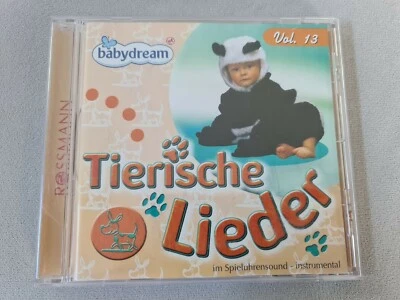 babydream
Vol. 13
ROSSMANN
Tierische
Lieder
im Spieluhrensound - instrumental